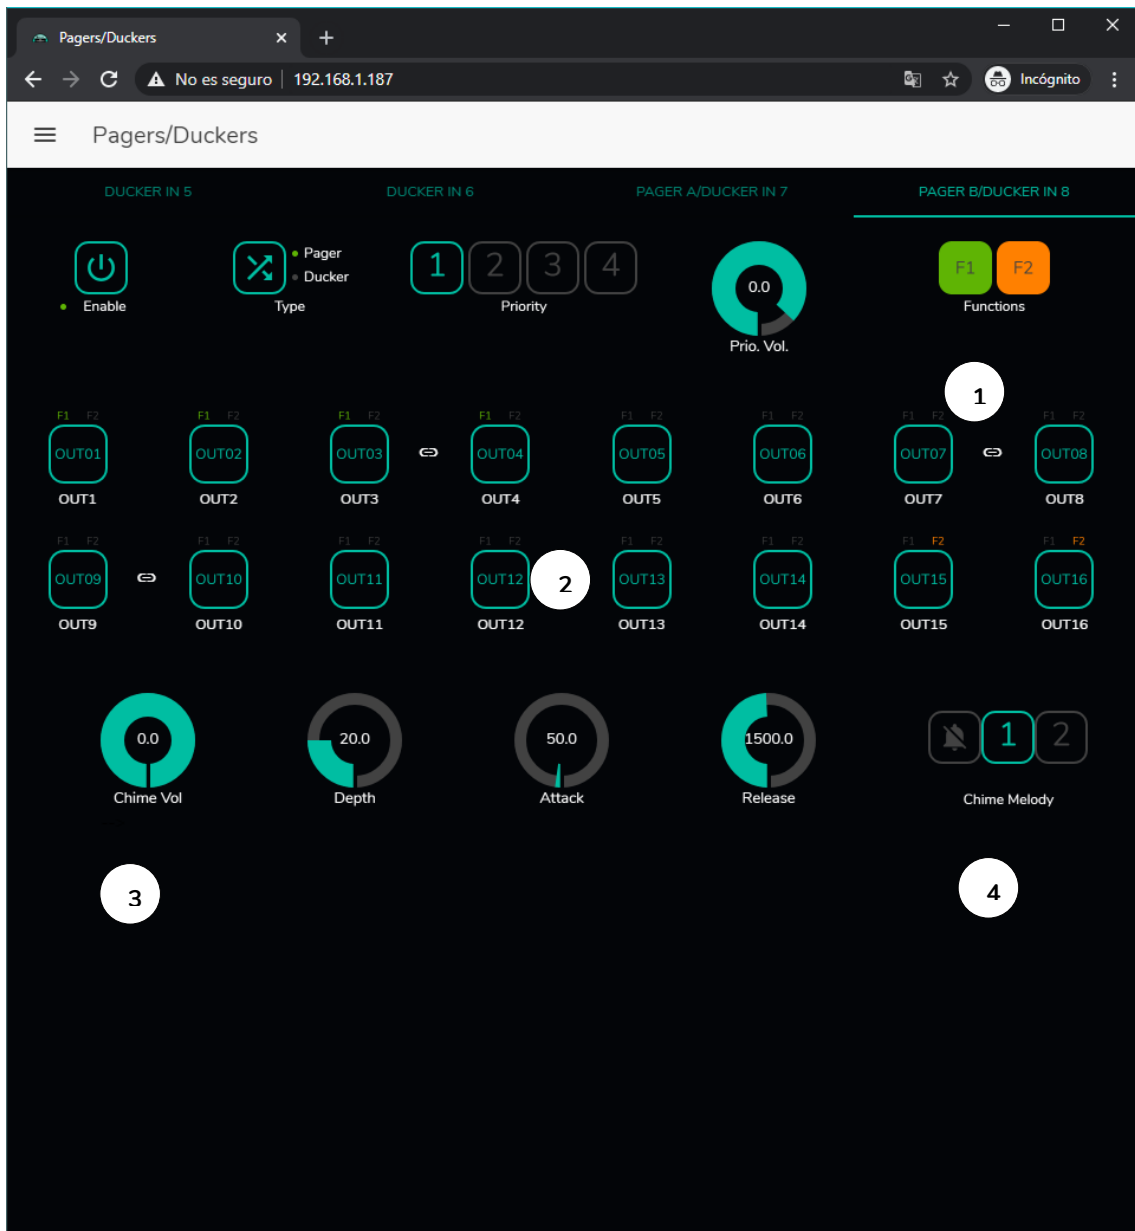 Pagers/Duckers
No es seguro 192.168.1.187 Incógnito
Pagers/Duckers
DUCKER IN 5 DUCKER IN 6 PAGER A/DUCKER IN 7 PAGER B/DUCKER IN 8
Pager
Ducker
1 2 3 4
0.0
F1 F2
Enable Type Priority Functions
Prio. Vol.
1
F1 F2 F1 F2 F1 F2 F1 F2 F1 F2 F1 F2 F1 F2 F1 F2
OUT01 OUT02 OUT03 OUT04 OUT05 OUT06 OUT07 OUT08
OUT1 OUT2 OUT3 OUT4 OUT5 OUT6 OUT7 OUT8
F1 F2 F1 F2 F1 F2 F1 F2 F1 F2 F1 F2 F1 F2 F1 F2
OUT09 OUT10 OUT11 OUT12 2 OUT13 OUT14 OUT15 OUT16
OUT9 OUT10 OUT11 OUT12 OUT13 OUT14 OUT15 OUT16
0.0 20.0 50.0 1500.0 1 2
Chime Vol Depth Attack Release Chime Melody
3 4